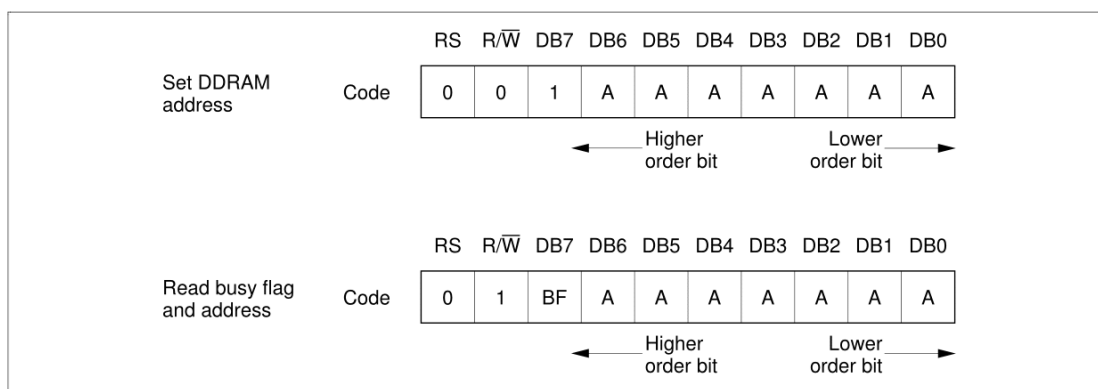 RS R/W̅ DB7 DB6 DB5 DB4 DB3 DB2 DB1 DB0
Set DDRAM
address
Code 0 0 1 A A A A A A A
Higher
order bit
Lower
order bit
RS R/W̅ DB7 DB6 DB5 DB4 DB3 DB2 DB1 DB0
Read busy flag
and address
Code 0 1 BF A A A A A A A
Higher
order bit
Lower
order bit